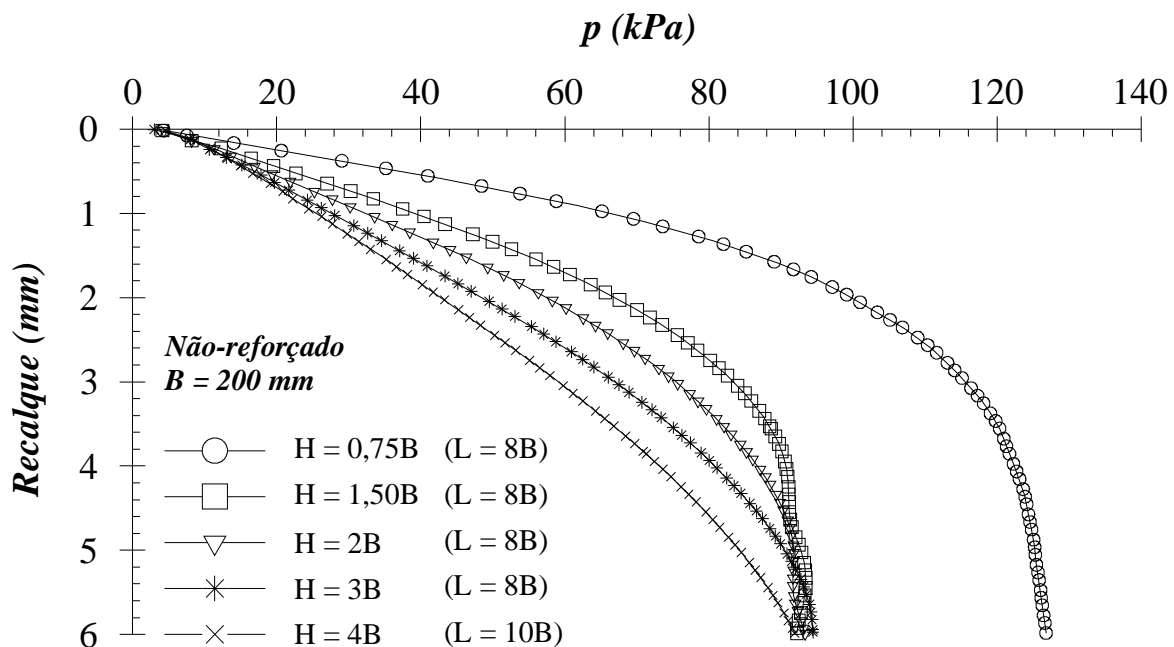 p (kPa)
0 20 40 60 80 100 120 140
0
1
2
3
4
5
6
Recalque (mm)
Não-reforçado
B = 200 mm
H = 0,75B (L = 8B)
H = 1,50B (L = 8B)
H = 2B (L = 8B)
H = 3B (L = 8B)
H = 4B (L = 10B)